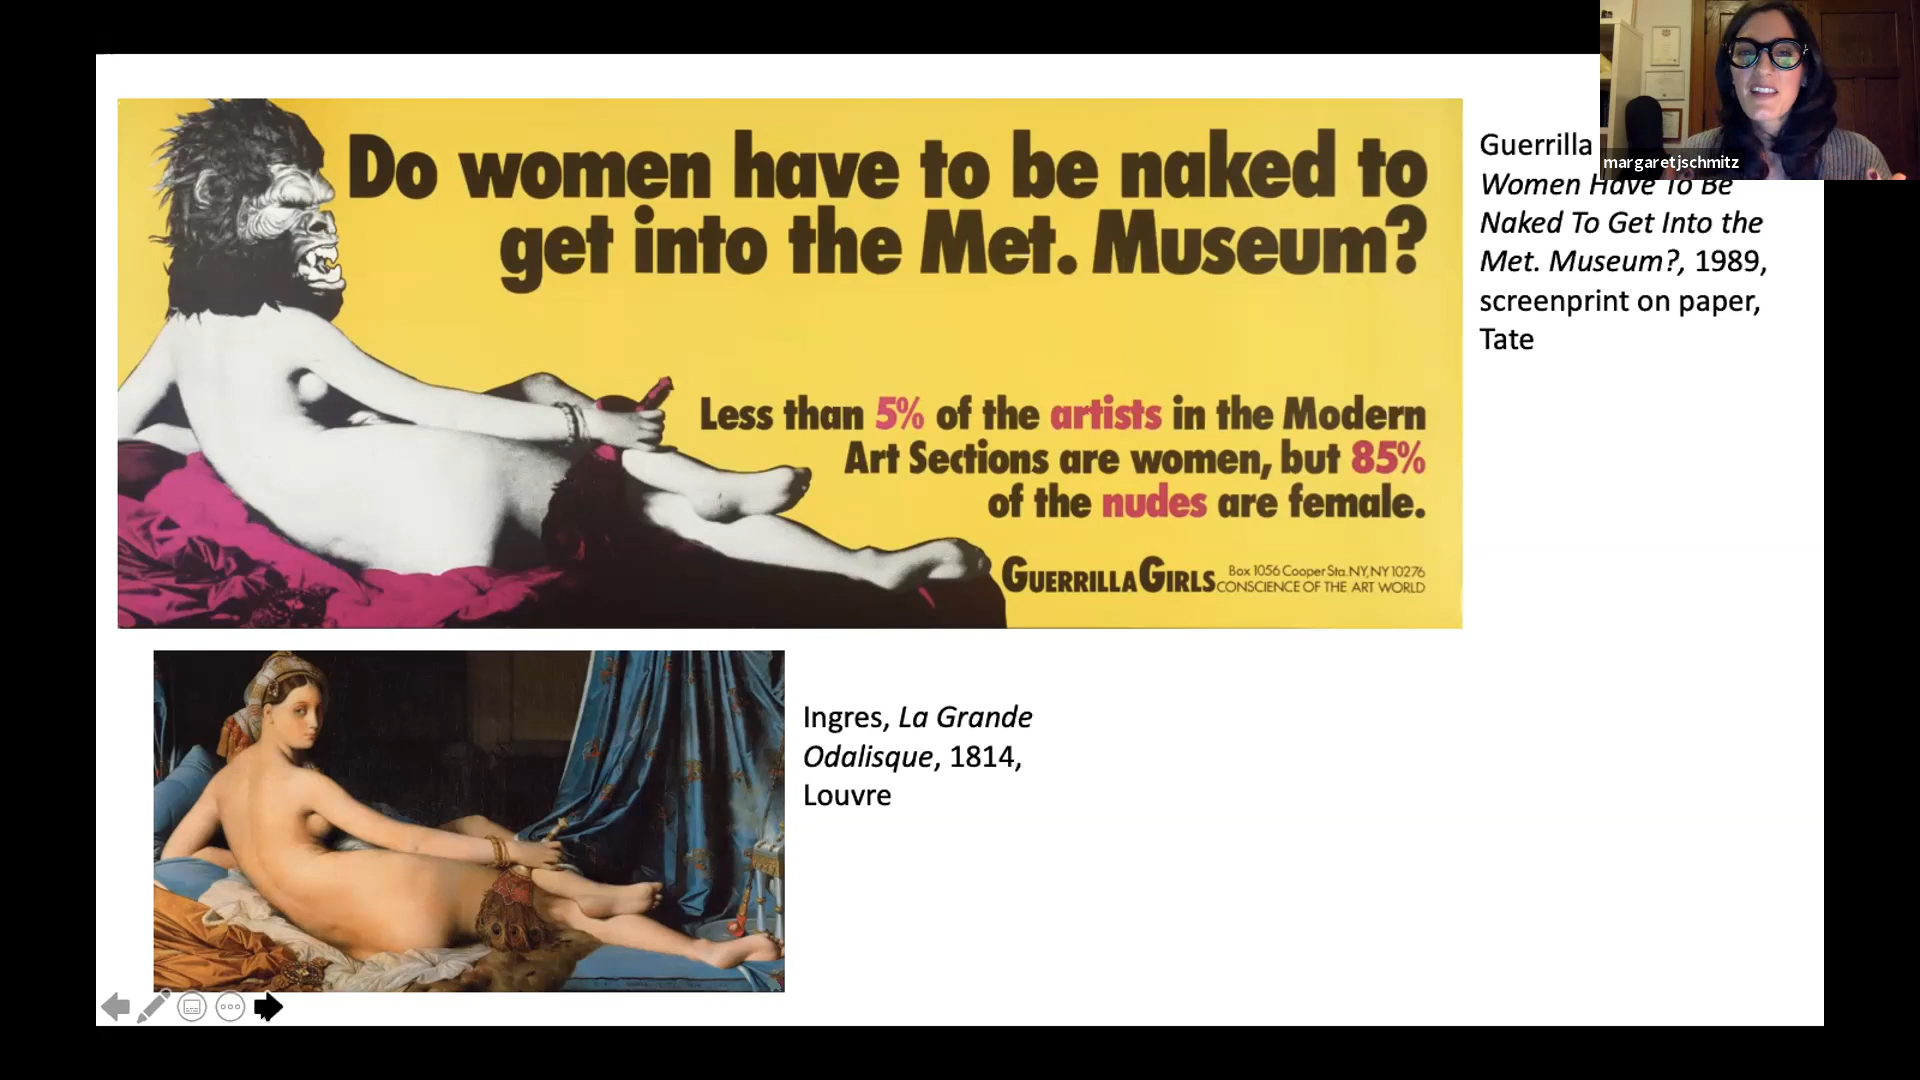 Do women have to be naked to
get into the Met. Museum?
Less than 5% of the artists in the Modern
Art Sections are women, but 85%
of the nudes are female.
GUERRILLAGIRLS
Box 1056 Cooper Sta. NY, NY 10276
CONSCIENCE OF THE ART WORLD
Guerrilla
Women Have To Be
Naked To Get Into the
Met. Museum?, 1989,
screenprint on paper,
Tate
margaretjschmitz
Ingres, La Grande
Odalisque, 1814,
Louvre